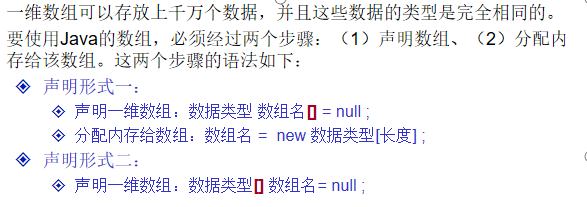 一维数组可以存放上千万个数据，并且这些数据的类型是完全相同的。
要使用Java的数组，必须经过两个步骤：（1）声明数组、（2）分配内
存给该数组。这两个步骤的语法如下：
声明形式一：
声明一维数组：数据类型 数组名[] = null ;
分配内存给数组：数组名 = new 数据类型[长度] ;
声明形式二：
声明一维数组：数据类型[] 数组名= null ;